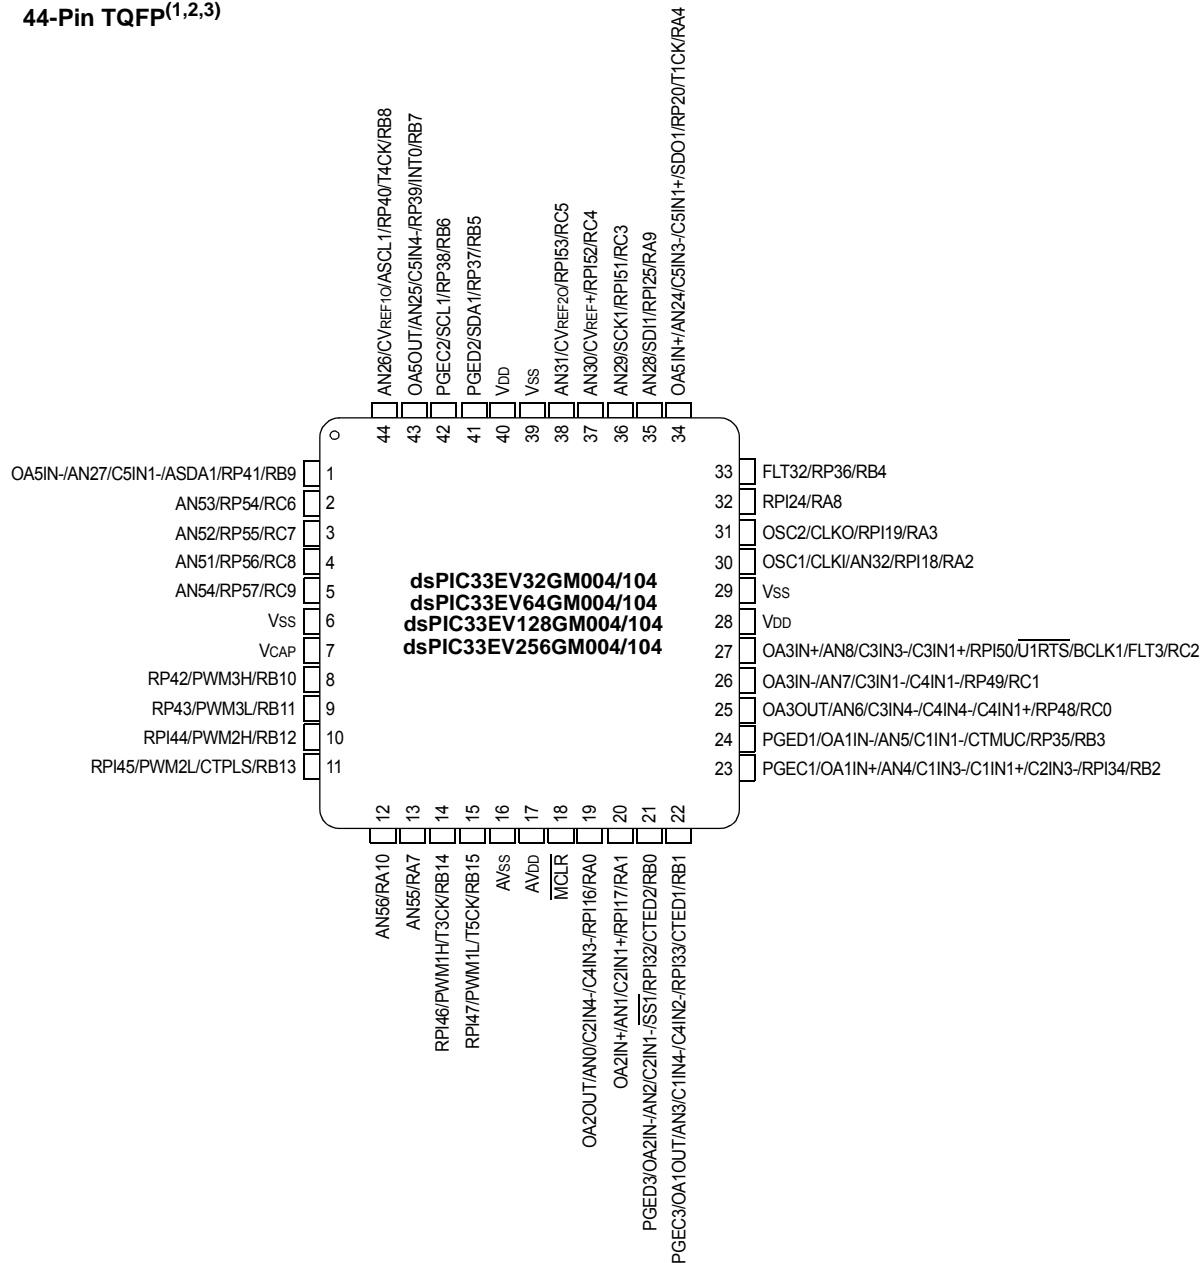 44-Pin TQFP(1,2,3)
AN26/CVREF1O/ASCL1/RP40/T4CK/RB8
OA5OUT/AN25/C5IN4-/RP39/INT0/RB7
PGEC2/SCL1/RP38/RB6
PGED2/SDA1/RP37/RB5
VDD
VSS
AN31/CVREF2O/RPI53/RC5
AN30/CVREF+/RPI52/RC4
AN29/SCK1/RPI51/RC3
AN28/SDI1/RPI25/RA9
OA5IN+/AN24/C5IN3-/C5IN1+/SDO1/RP20/T1CK/RA4
44 43 42 41 40 39 38 37 36 35 34
OA5IN-/AN27/C5IN1-/ASDA1/RP41/RB9 1
AN53/RP54/RC6 2
AN52/RP55/RC7 3
AN51/RP56/RC8 4
AN54/RP57/RC9 5
VSS 6
VCAP 7
RP42/PWM3H/RB10 8
RP43/PWM3L/RB11 9
RPI44/PWM2H/RB12 10
RPI45/PWM2L/CTPLS/RB13 11
dsPIC33EV32GM004/104
dsPIC33EV64GM004/104
dsPIC33EV128GM004/104
dsPIC33EV256GM004/104
33 FLT32/RP36/RB4
32 RPI24/RA8
31 OSC2/CLKO/RPI19/RA3
30 OSC1/CLKI/AN32/RPI18/RA2
29 VSS
28 VDD
27 OA3IN+/AN8/C3IN3-/C3IN1+/RPI50/U1RTS/BCLK1/FLT3/RC2
26 OA3IN-/AN7/C3IN1-/C4IN1-/RP49/RC1
25 OA3OUT/AN6/C3IN4-/C4IN4-/C4IN1+/RP48/RC0
24 PGED1/OA1IN-/AN5/C1IN1-/CTMUC/RP35/RB3
23 PGEC1/OA1IN+/AN4/C1IN3-/C1IN1+/C2IN3-/RPI34/RB2
12 13 14 15 16 17 18 19 20 21 22
AN56/RA10
AN55/RA7
RPI46/PWM1H/T3CK/RB14
RPI47/PWM1L/T5CK/RB15
AVSS
AVDD
MCLR
OA2OUT/AN0/C2IN4-/C4IN3-/RPI16/RA0
OA2IN+/AN1/C2IN1+/RPI17/RA1
PGED3/OA2IN-/AN2/C2IN1-/SS1/RPI32/CTED2/RB0
PGEC3/OA1OUT/AN3/C1IN4-/C4IN2-/RPI33/CTED1/RB1